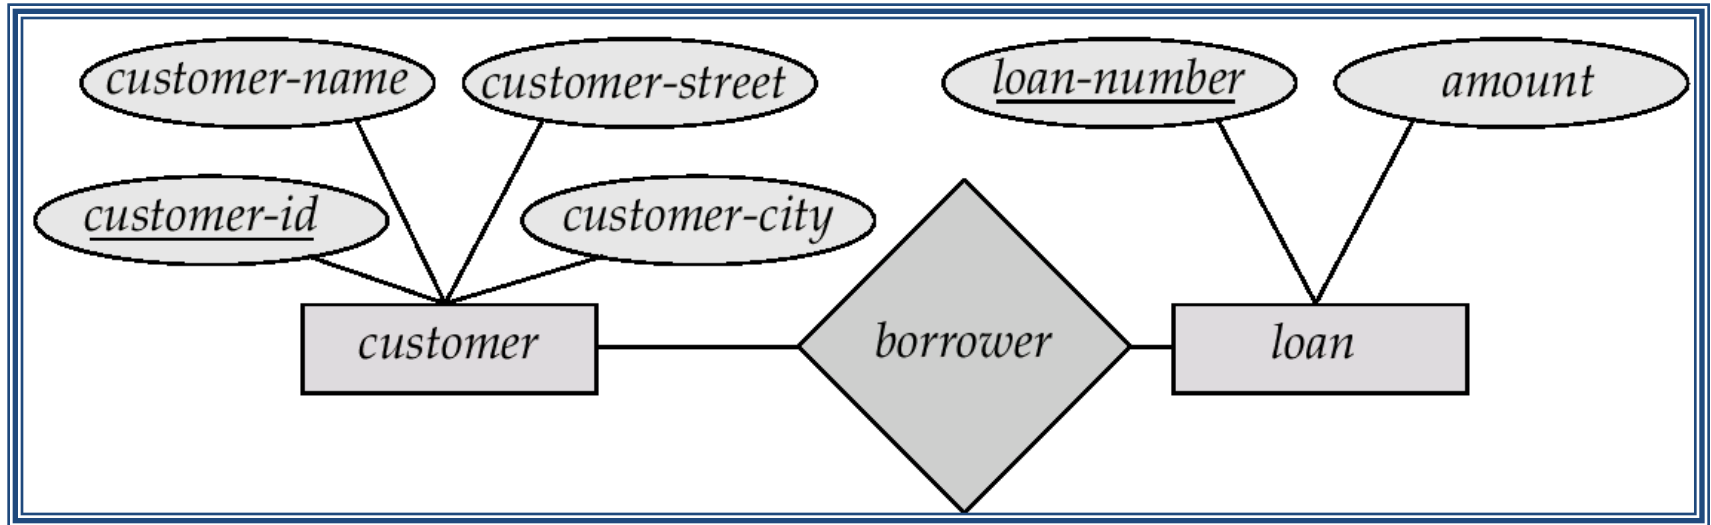 customer-name
customer-street
loan-number
amount
customer-id
customer-city
customer
borrower
loan